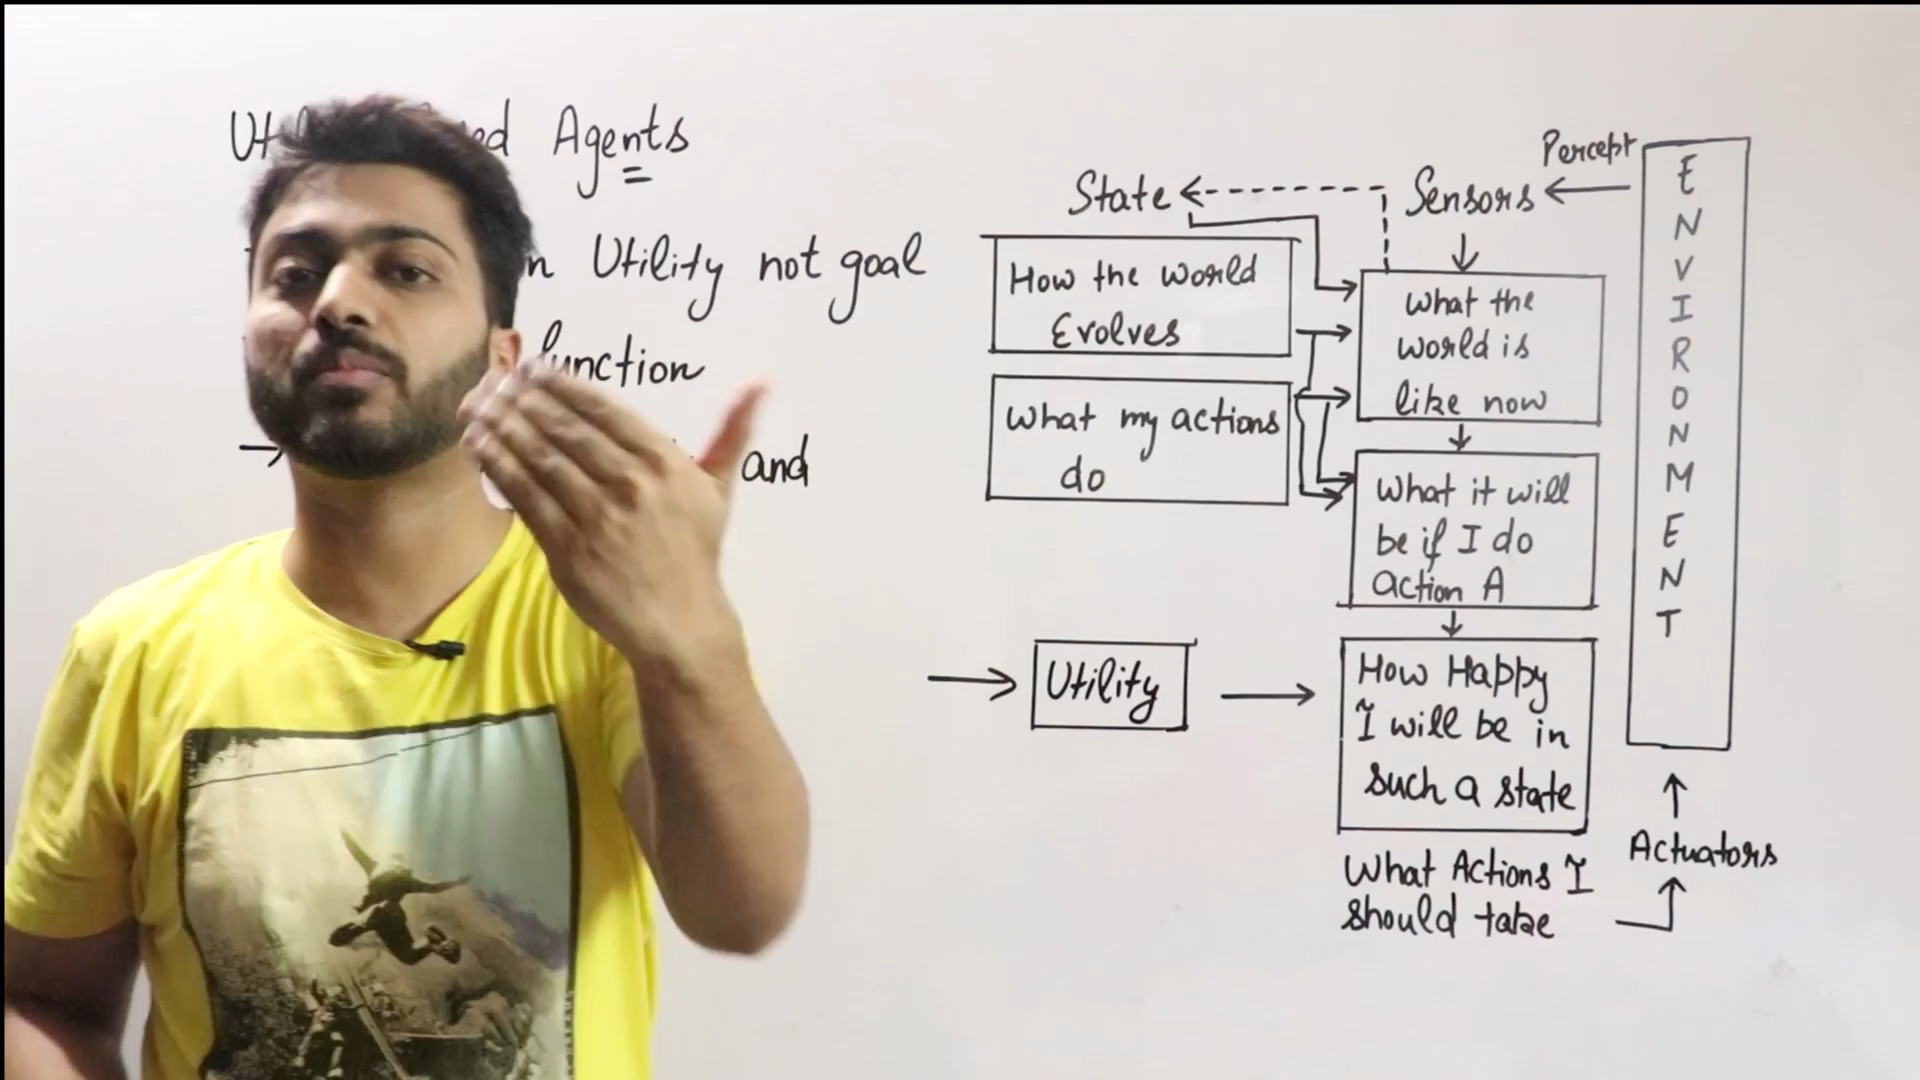 Agents
Utility not goal
function
and
Percept
State
Sensors
How the world
Evolves
What my actions
do
What the
world is
like now
What it will
be if I do
action A
Utility
How Happy
I will be in
such a state
What Actions I
should take
Actuators
ENVIRONMENT